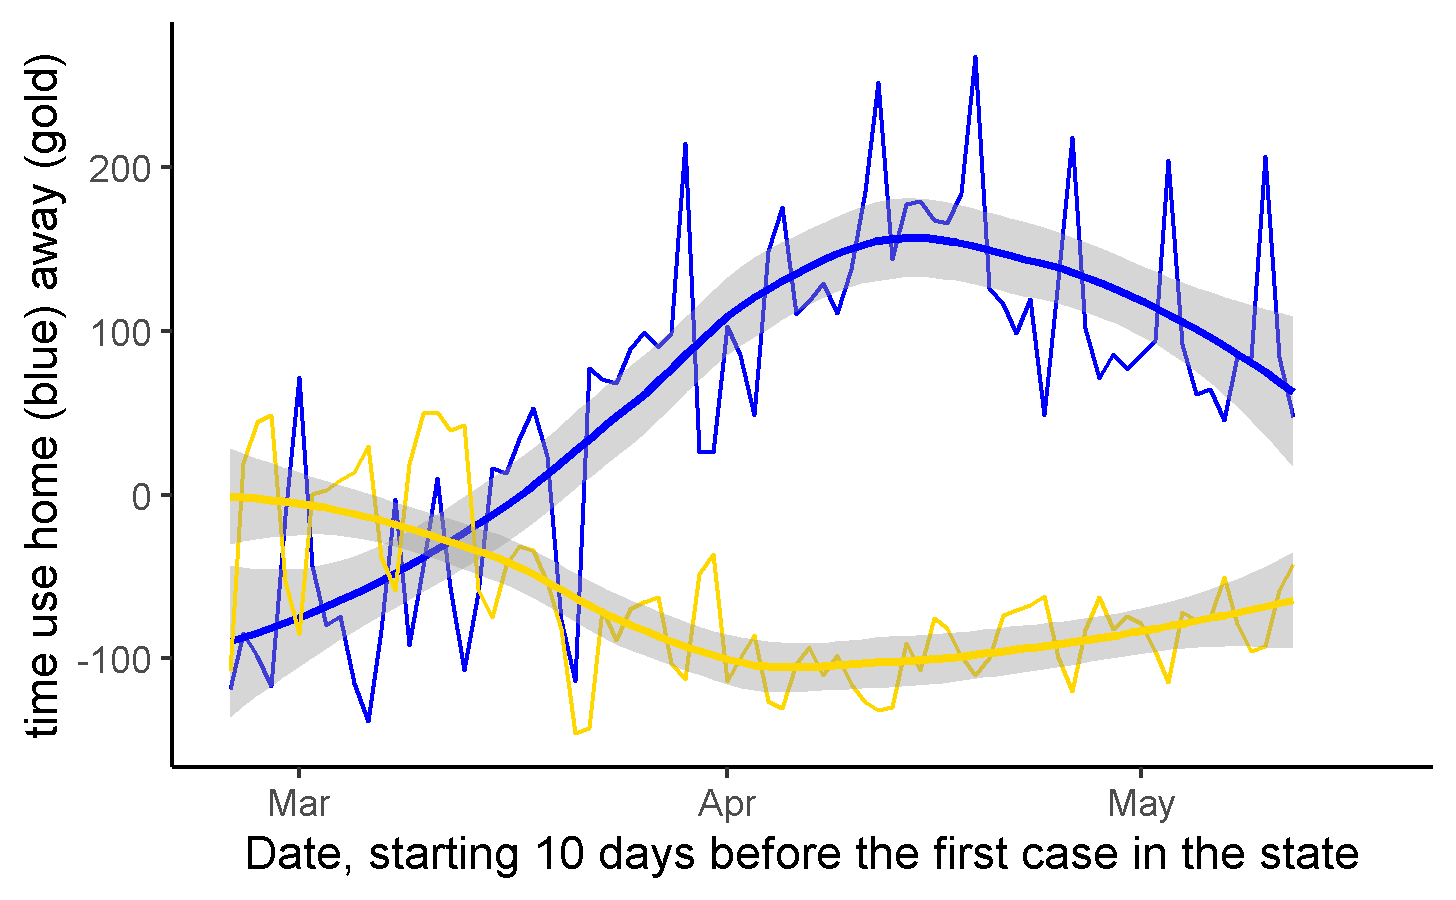 time use home (blue) away (gold)
200
100
0
-100
Mar Apr May
Date, starting 10 days before the first case in the state